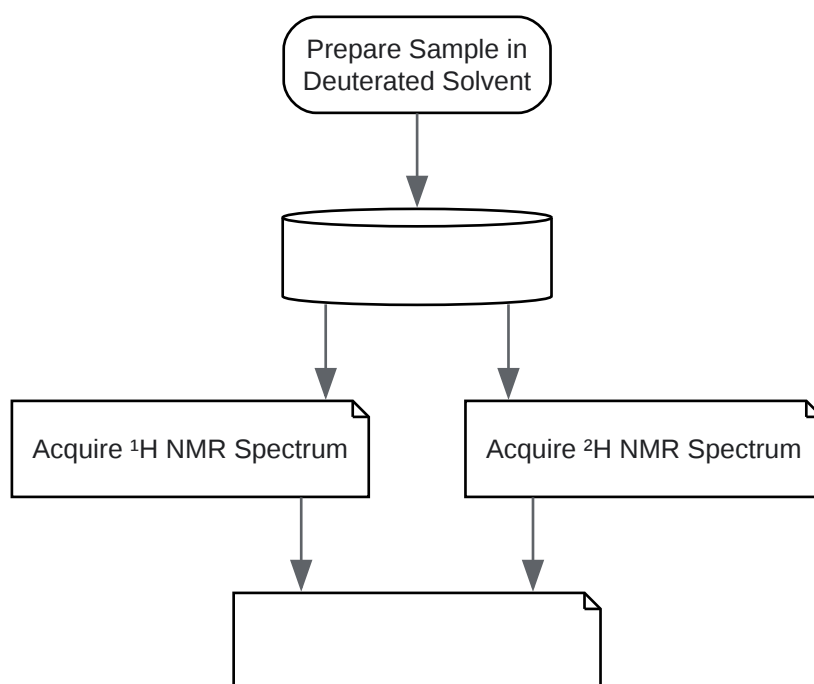 Prepare Sample in
Deuterated Solvent
Acquire ¹H NMR Spectrum
Acquire ²H NMR Spectrum